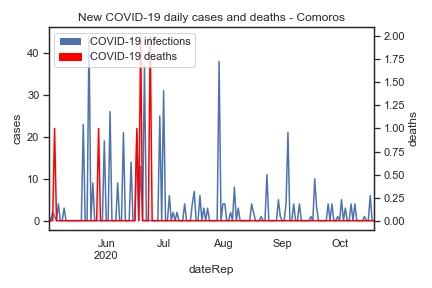 New COVID-19 daily cases and deaths - Comoros
COVID-19 infections
COVID-19 deaths
40
30
20
10
0
cases
2.00
1.75
1.50
1.25
1.00
0.75
0.50
0.25
0.00
deaths
Jun Jul Aug Sep Oct
2020
dateRep